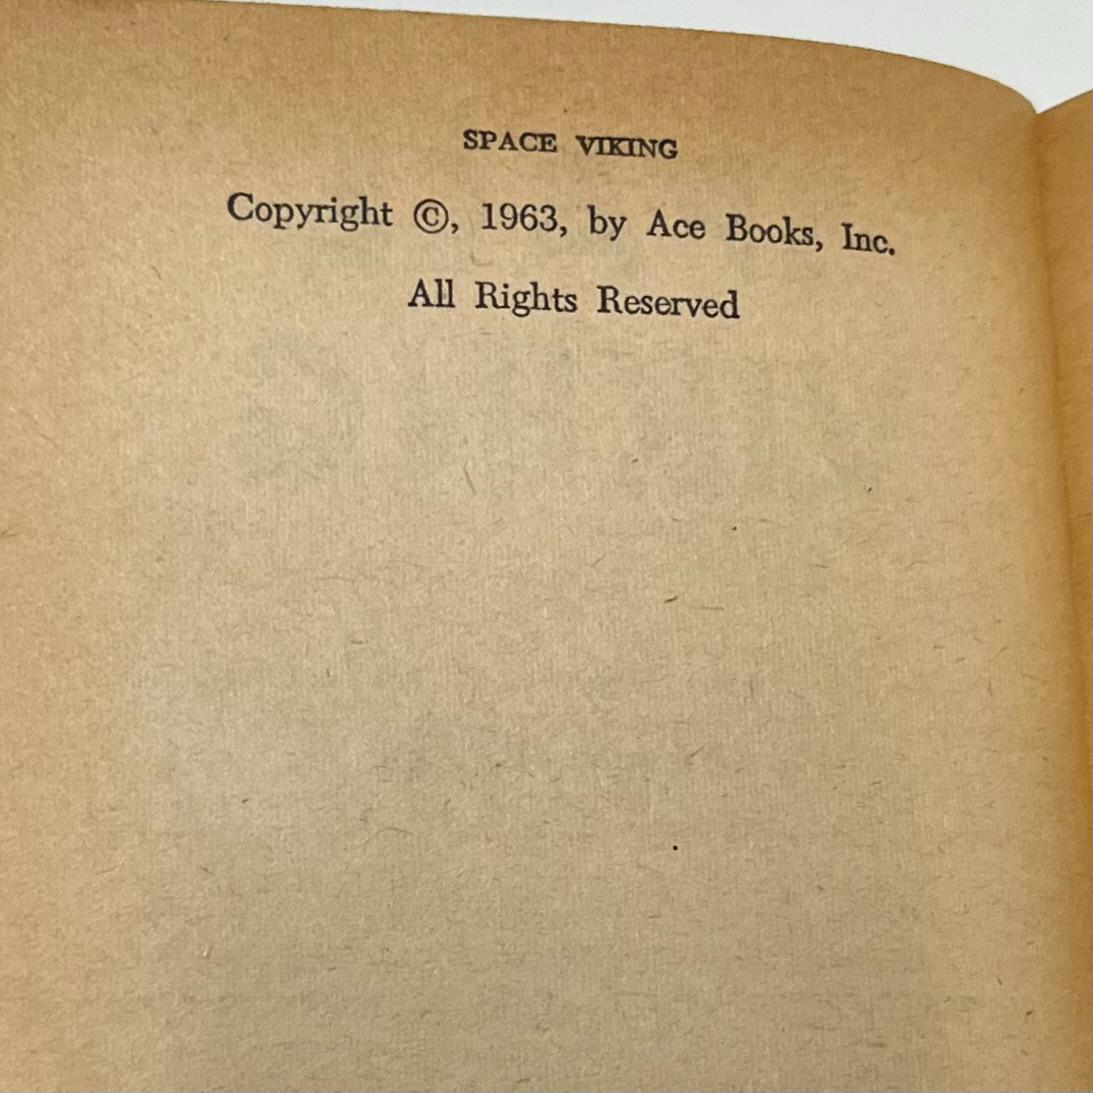 SPACE VIKING
Copyright ©, 1963, by Ace Books, Inc.
All Rights Reserved